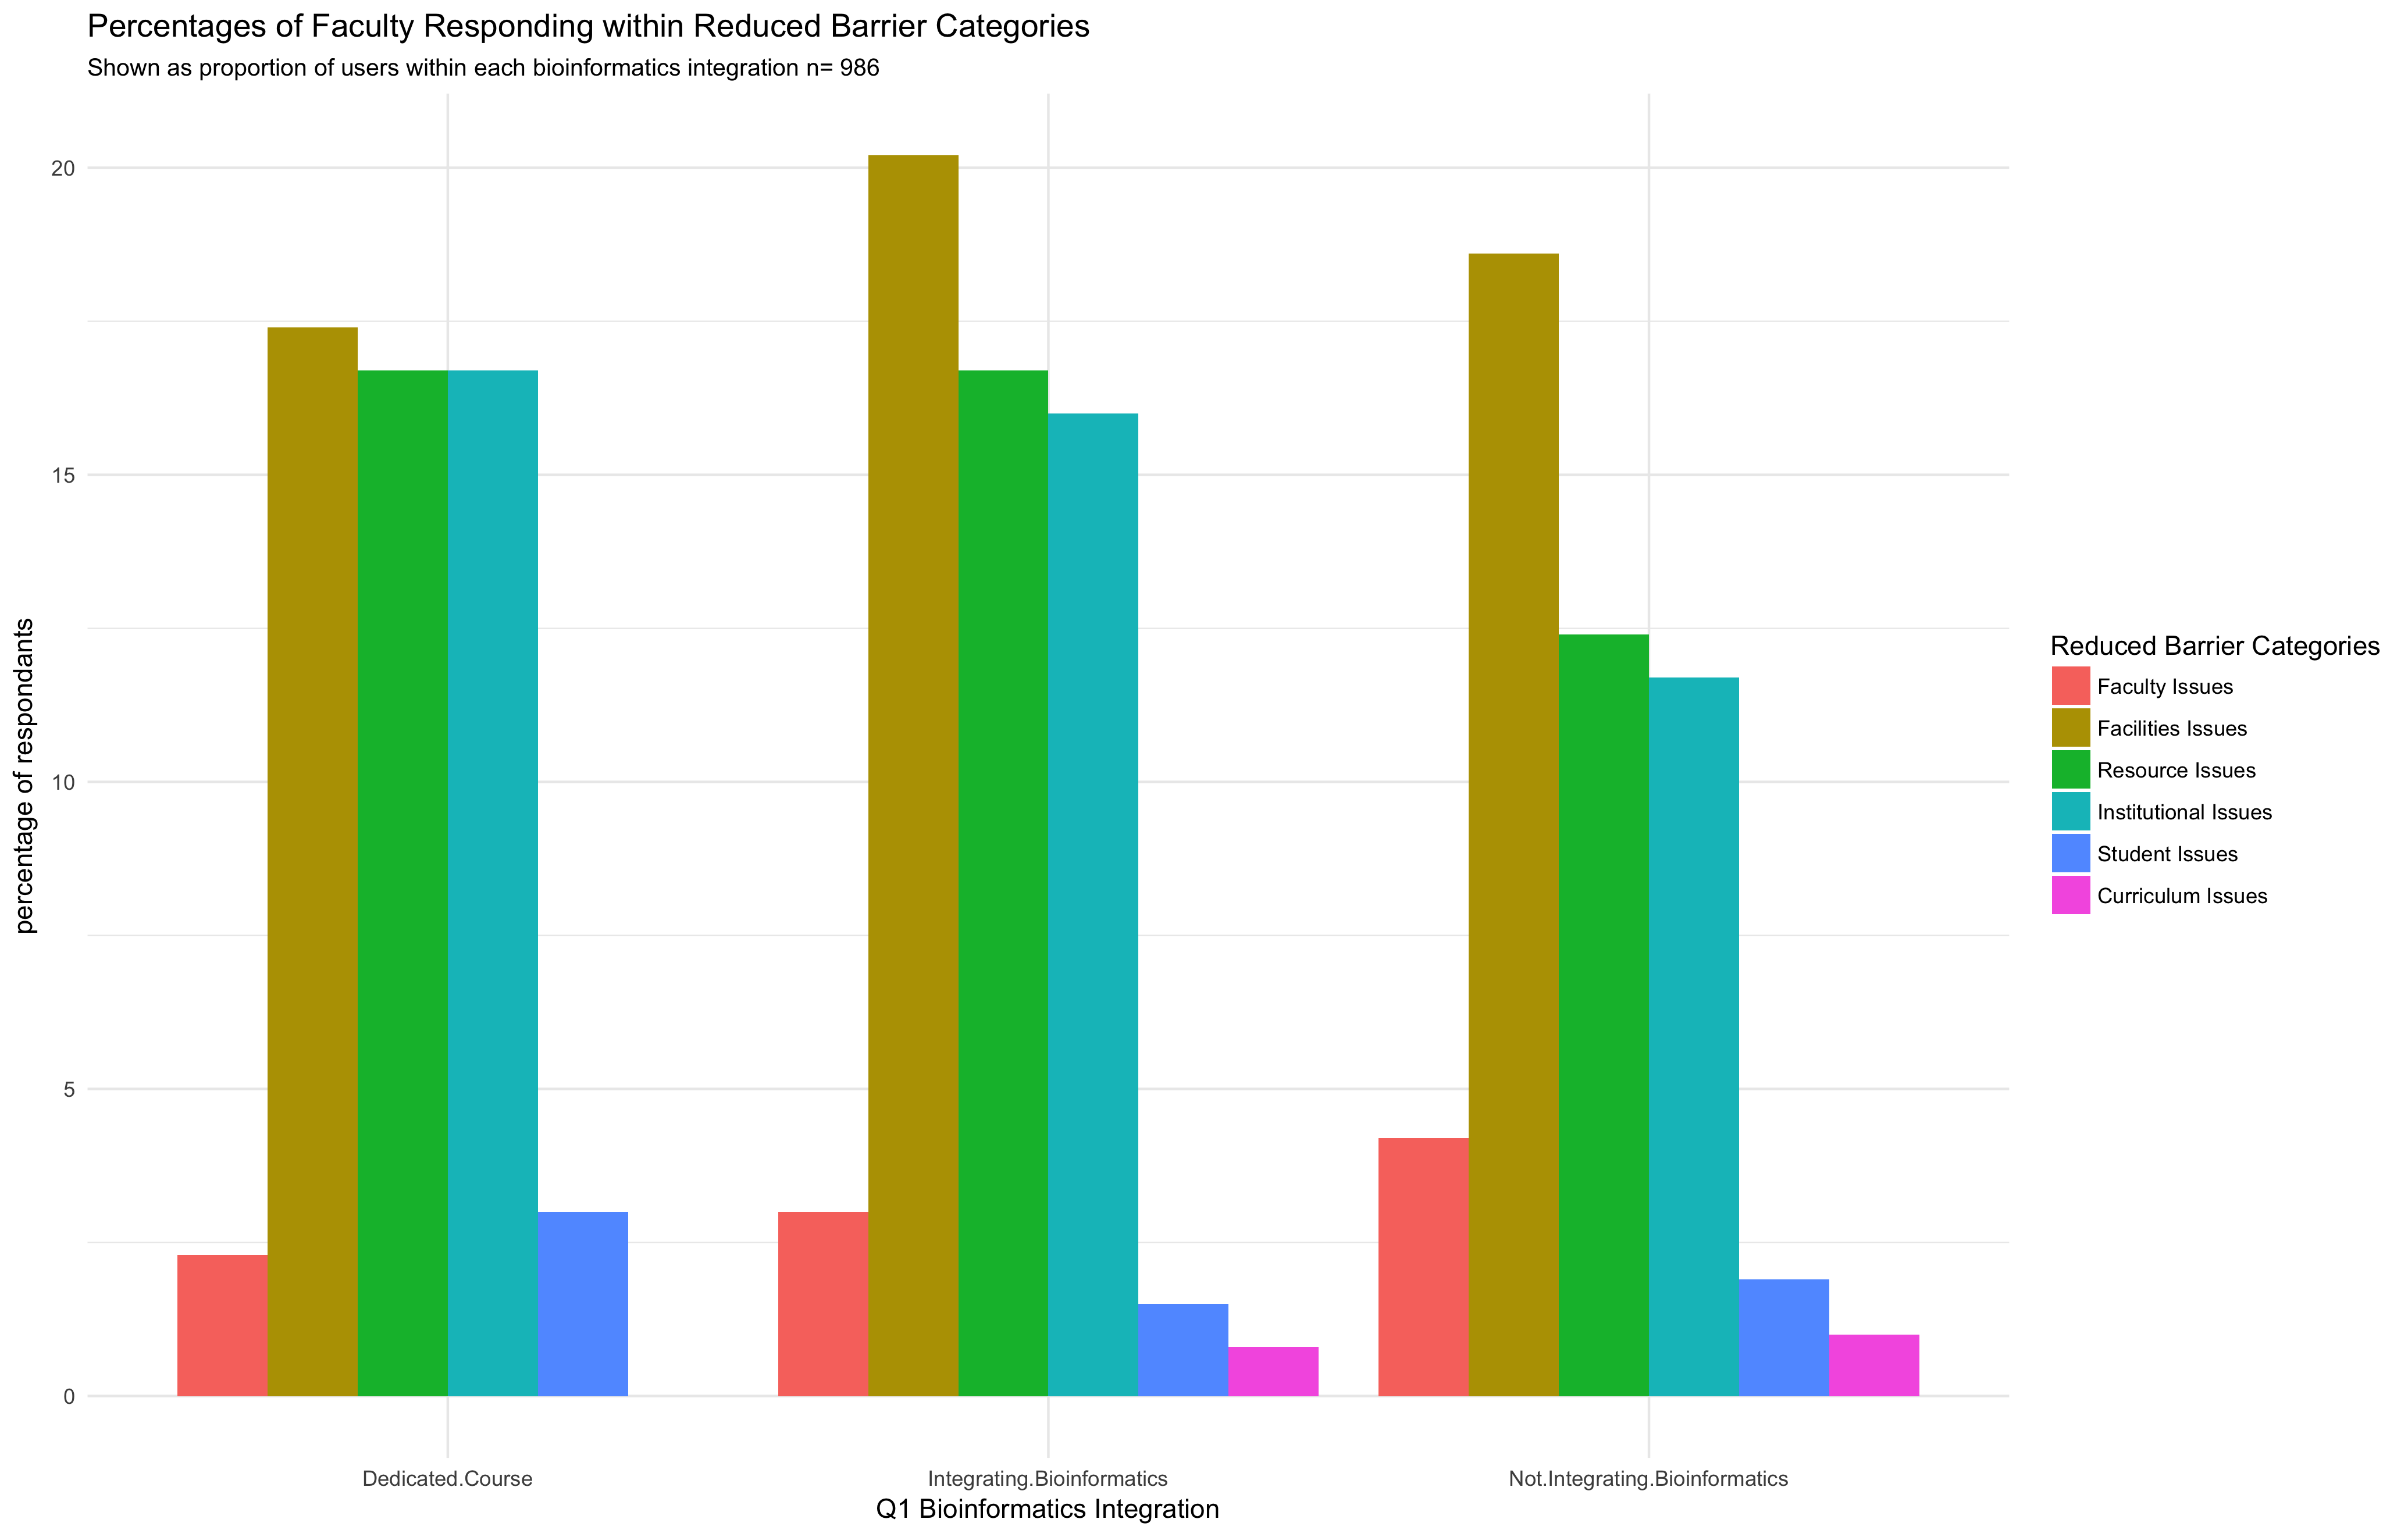 Percentages of Faculty Responding within Reduced Barrier Categories
Shown as proportion of users within each bioinformatics integration n= 986
percentage of respondants
20
15
10
5
0
Dedicated.Course
Integrating.Bioinformatics
Not.Integrating.Bioinformatics
Q1 Bioinformatics Integration
Reduced Barrier Categories
Faculty Issues
Facilities Issues
Resource Issues
Institutional Issues
Student Issues
Curriculum Issues